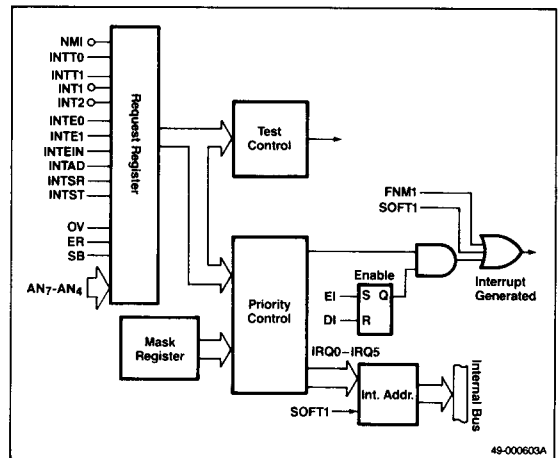 NMI
INTT0
INTT1
INT1
INT2
INTE0
INTE1
INTEIN
INTAD
INTSR
INTST
OV
ER
SB
AN7-AN4
Request Register
Test
Control
FNM1
SOFT1
Interrupt
Generated
Priority
Control
Enable
EI
S Q
DI
R
Mask
Register
IRQ0-IRQ5
Int. Addr.
SOFT1
Internal Bus
49-000603A